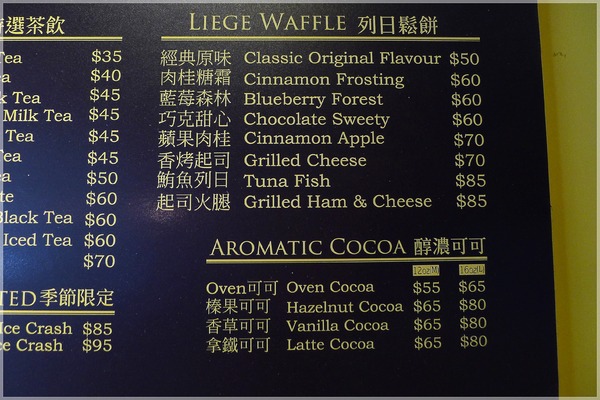 選茶飲
Tea $35
$40
Tea $45
Milk Tea $45
Tea $45
Tea $45
$50
$60
Black Tea $60
Iced Tea $60
$70
季節限定
Ice Crash $85
Ice Crash $95
LIEGE WAFFLE 列日鬆餅
經典原味 Classic Original Flavour $50
肉桂糖霜 Cinnamon Frosting $60
藍莓森林 Blueberry Forest $60
巧克甜心 Chocolate Sweety $60
蘋果肉桂 Cinnamon Apple $70
香烤起司 Grilled Cheese $70
鮪魚列日 Tuna Fish $85
起司火腿 Grilled Ham & Cheese $85
AROMATIC COCOA 醇濃可可
12oz/M 16oz/L
Oven可可 Oven Cocoa $55 $65
榛果可可 Hazelnut Cocoa $65 $80
香草可可 Vanilla Cocoa $65 $80
拿鐵可可 Latte Cocoa $65 $80